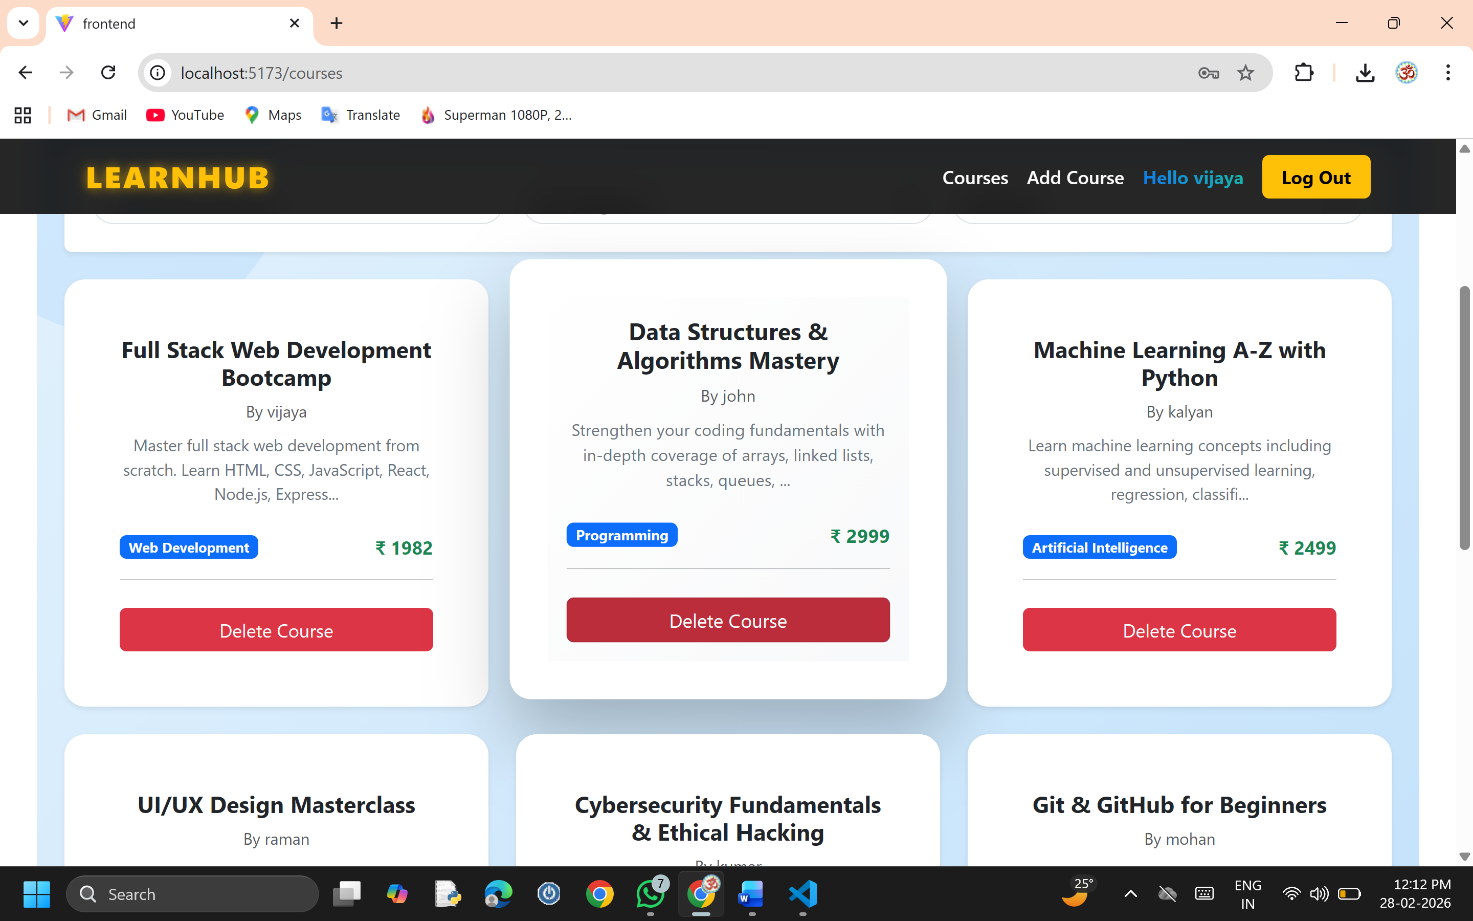 frontend
localhost:5173/courses
Gmail YouTube Maps Translate Superman 1080P, 2...
LEARNHUB Courses Add Course Hello vijaya Log Out
Full Stack Web Development
Bootcamp
By vijaya
Master full stack web development from
scratch. Learn HTML, CSS, JavaScript, React,
Node.js, Express...
Web Development ₹ 1982
Delete Course
Data Structures &
Algorithms Mastery
By john
Strengthen your coding fundamentals with
in-depth coverage of arrays, linked lists,
stacks, queues, ...
Programming ₹ 2999
Delete Course
Machine Learning A-Z with
Python
By kalyan
Learn machine learning concepts including
supervised and unsupervised learning,
regression, classifi...
Artificial Intelligence ₹ 2499
Delete Course
UI/UX Design Masterclass
By raman
Cybersecurity Fundamentals
& Ethical Hacking
By kumar
Git & GitHub for Beginners
By mohan
Search
7
25°
ENG
IN
12:12 PM
28-02-2026